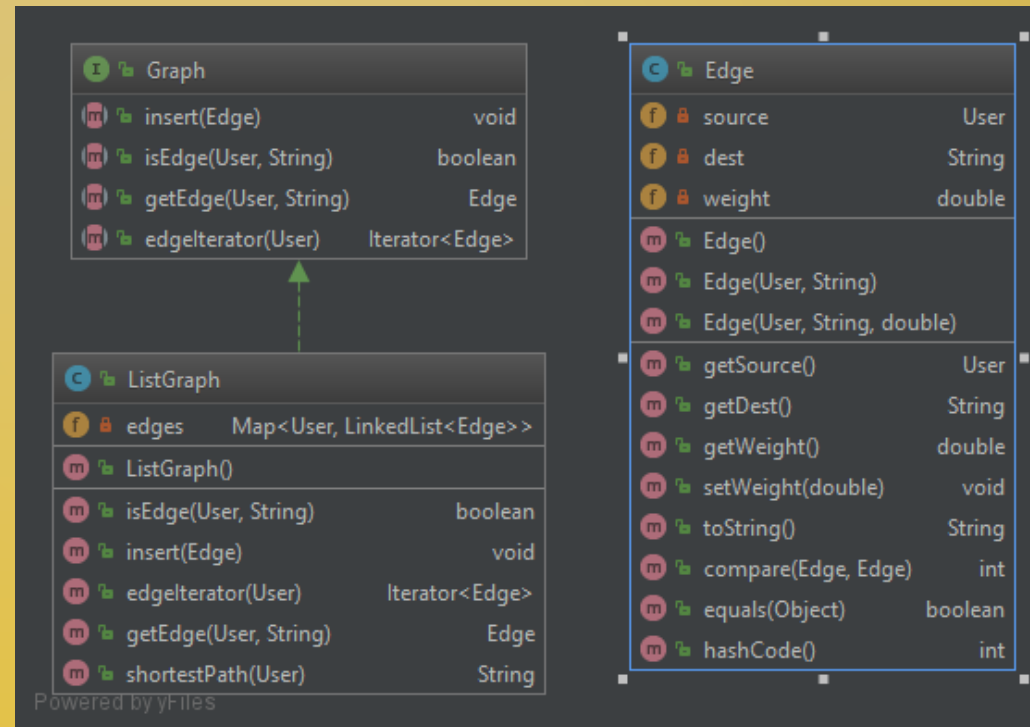 Graph
insert(Edge) void
isEdge(User, String) boolean
getEdge(User, String) Edge
edgeIterator(User) Iterator<Edge>
ListGraph
edges Map<User, LinkedList<Edge>>
ListGraph()
isEdge(User, String) boolean
insert(Edge) void
edgeIterator(User) Iterator<Edge>
getEdge(User, String) Edge
shortestPath(User) String
Powered by yFiles
Edge
source User
dest String
weight double
Edge()
Edge(User, String)
Edge(User, String, double)
getSource() User
getDest() String
getWeight() double
setWeight(double) void
toString() String
compare(Edge, Edge) int
equals(Object) boolean
hashCode() int